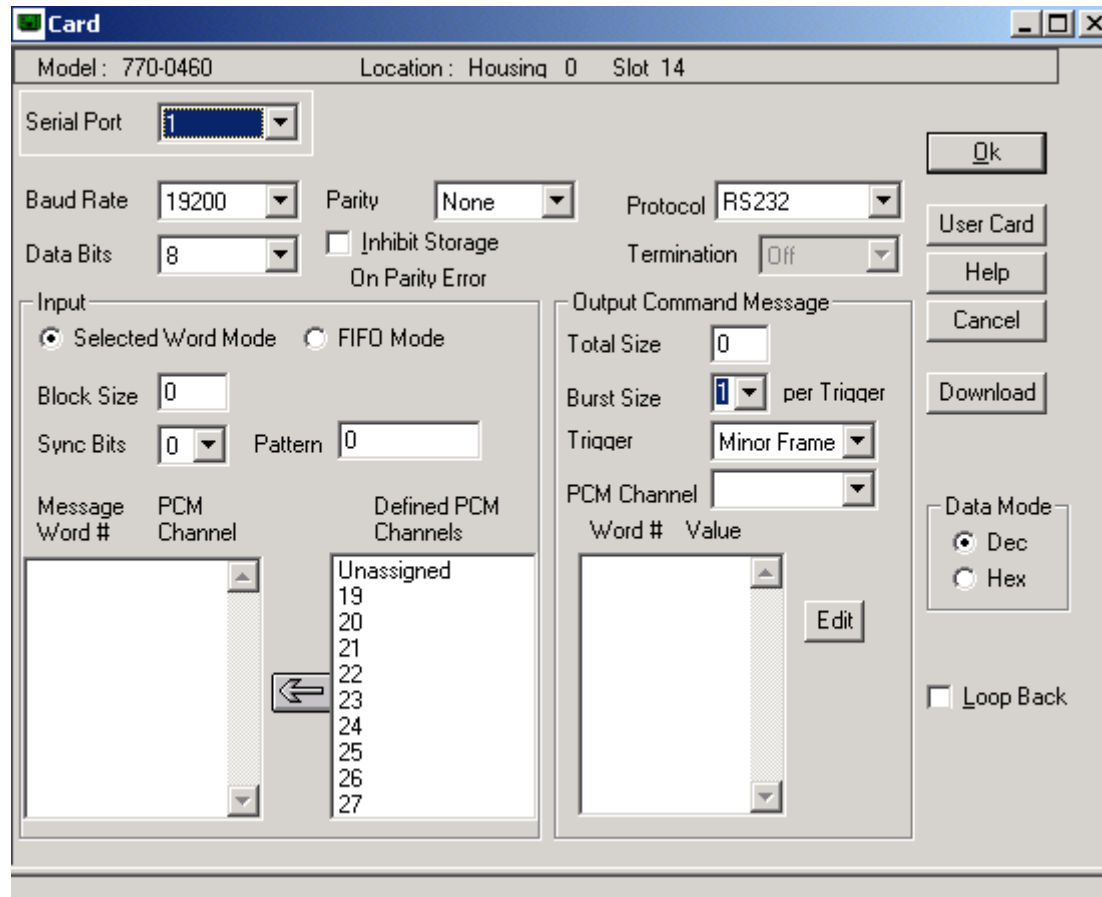 Card
Model : 770-0460 Location : Housing 0 Slot 14
Serial Port 1
Ok
Baud Rate 19200 Parity None Protocol RS232
User Card
Data Bits 8 Inhibit Storage On Parity Error Termination Off
Help
Cancel
Download
Input
Selected Word Mode FIFO Mode
Block Size 0
Sync Bits 0 Pattern 0
Message Word # PCM Channel Defined PCM Channels
Unassigned
19
20
21
22
23
24
25
26
27
Output Command Message
Total Size 0
Burst Size 1 per Trigger
Trigger Minor Frame
PCM Channel
Word # Value
Edit
Data Mode
Dec
Hex
Loop Back